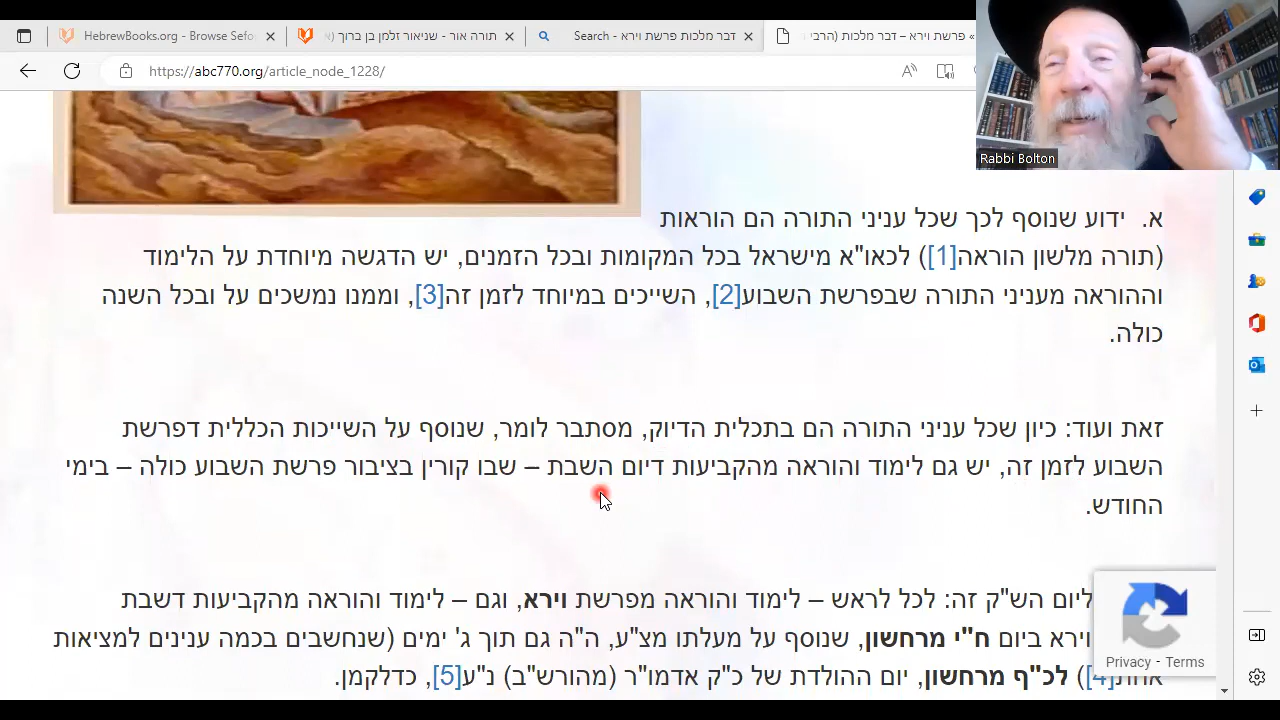 HebrewBooks.org - Browse Sefo
תורה אור - שניאור זלמן בן ברוך (א
דבר מלכות פרשת וירא - Search
» פרשת וירא – דבר מלכות (הרבי
https://abc770.org/article_node_1228/
Rabbi Bolton
א. ידוע שנוסף לכך שכל עניני התורה הם הוראות
(תורה מלשון הוראה[1]) לכאו"א מישראל בכל המקומות ובכל הזמנים, יש הדגשה מיוחדת על הלימוד
וההוראה מעניני התורה שבפרשת השבוע[2], השייכים במיוחד לזמן זה[3], וממנו נמשכים על ובכל השנה
כולה.
זאת ועוד: כיון שכל עניני התורה הם בתכלית הדיוק, מסתבר לומר, שנוסף על השייכות הכללית דפרשת
השבוע לזמן זה, יש גם לימוד והוראה מהקביעות דיום השבת – שבו קורין בציבור פרשת השבוע כולה – בימי
החודש.
ליום הש"ק זה: לכל לראש – לימוד והוראה מפרשת וירא, וגם – לימוד והוראה מהקביעות דשבת
וירא ביום ח"י מרחשון, שנוסף על מעלתו מצ"ע, ה"ה גם תוך ג' ימים (שנחשבים בכמה ענינים למציאות
אחת[4]) לכ"ף מרחשון, יום ההולדת של כ"ק אדמו"ר (מהורש"ב) נ"ע[5], כדלקמן.
Privacy - Terms